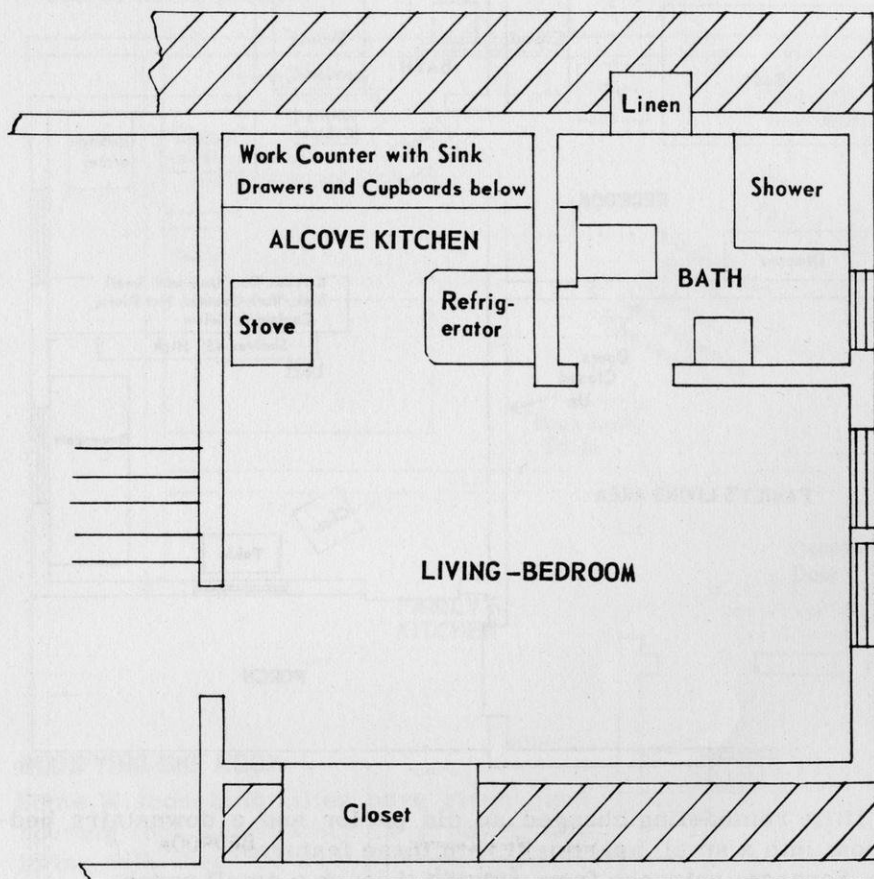 Linen
Work Counter with Sink
Drawers and Cupboards below
Shower
ALCOVE KITCHEN
BATH
Refrig-
erator
Stove
LIVING-BEDROOM
Closet